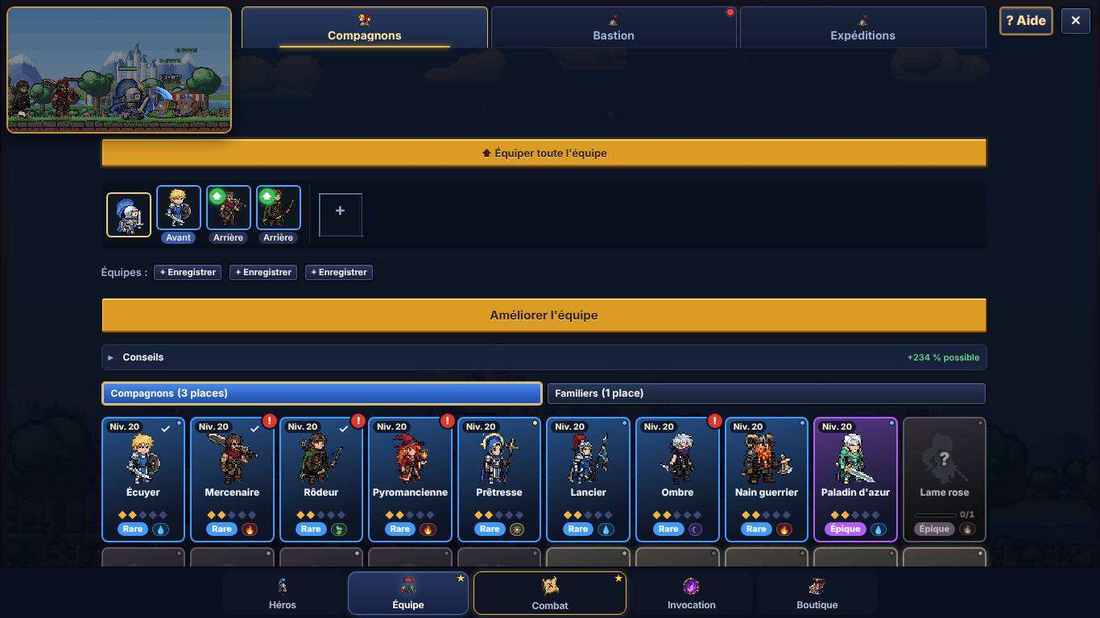 Compagnons
Bastion
Expéditions
? Aide
Équiper toute l'équipe
Avant
Arrière
Arrière
+
Équipes :
+ Enregistrer
+ Enregistrer
+ Enregistrer
Améliorer l'équipe
Conseils
+234 % possible
Compagnons (3 places)
Familiers (1 place)
Niv. 20
Niv. 20
!
Niv. 20
!
Niv. 20
!
Niv. 20
Niv. 20
Niv. 20
!
Niv. 20
Niv. 20
?
Écuyer
Mercenaire
Rôdeur
Pyromancienne
Prêtresse
Lancier
Ombre
Nain guerrier
Paladin d'azur
Lame rose
0/1
Rare
Rare
Rare
Rare
Rare
Rare
Rare
Rare
Épique
Épique
Héros
Équipe
Combat
Invocation
Boutique